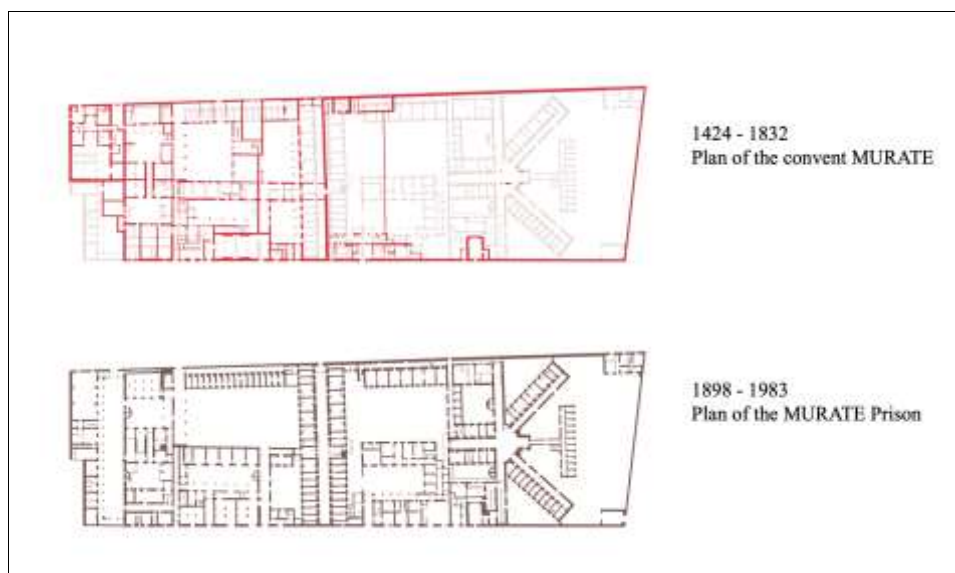 1424 - 1832
Plan of the convent MURATE
1898 - 1983
Plan of the MURATE Prison